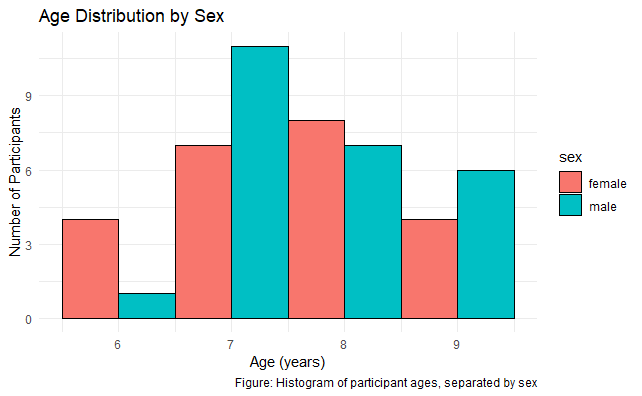 Age Distribution by Sex
Number of Participants
9
6
3
0
6 7 8 9
Age (years)
sex
female
male
Figure: Histogram of participant ages, separated by sex